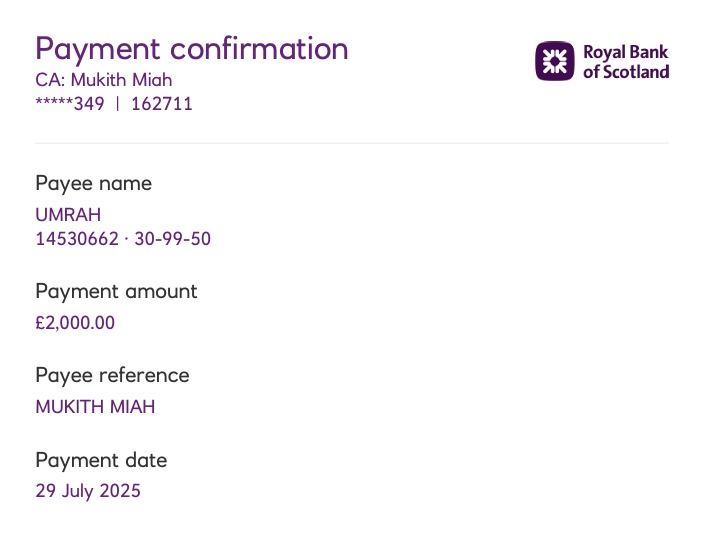 Payment confirmation
CA: Mukith Miah
*****349 | 162711
Royal Bank
of Scotland
Payee name
UMRAH
14530662 · 30-99-50
Payment amount
£2,000.00
Payee reference
MUKITH MIAH
Payment date
29 July 2025